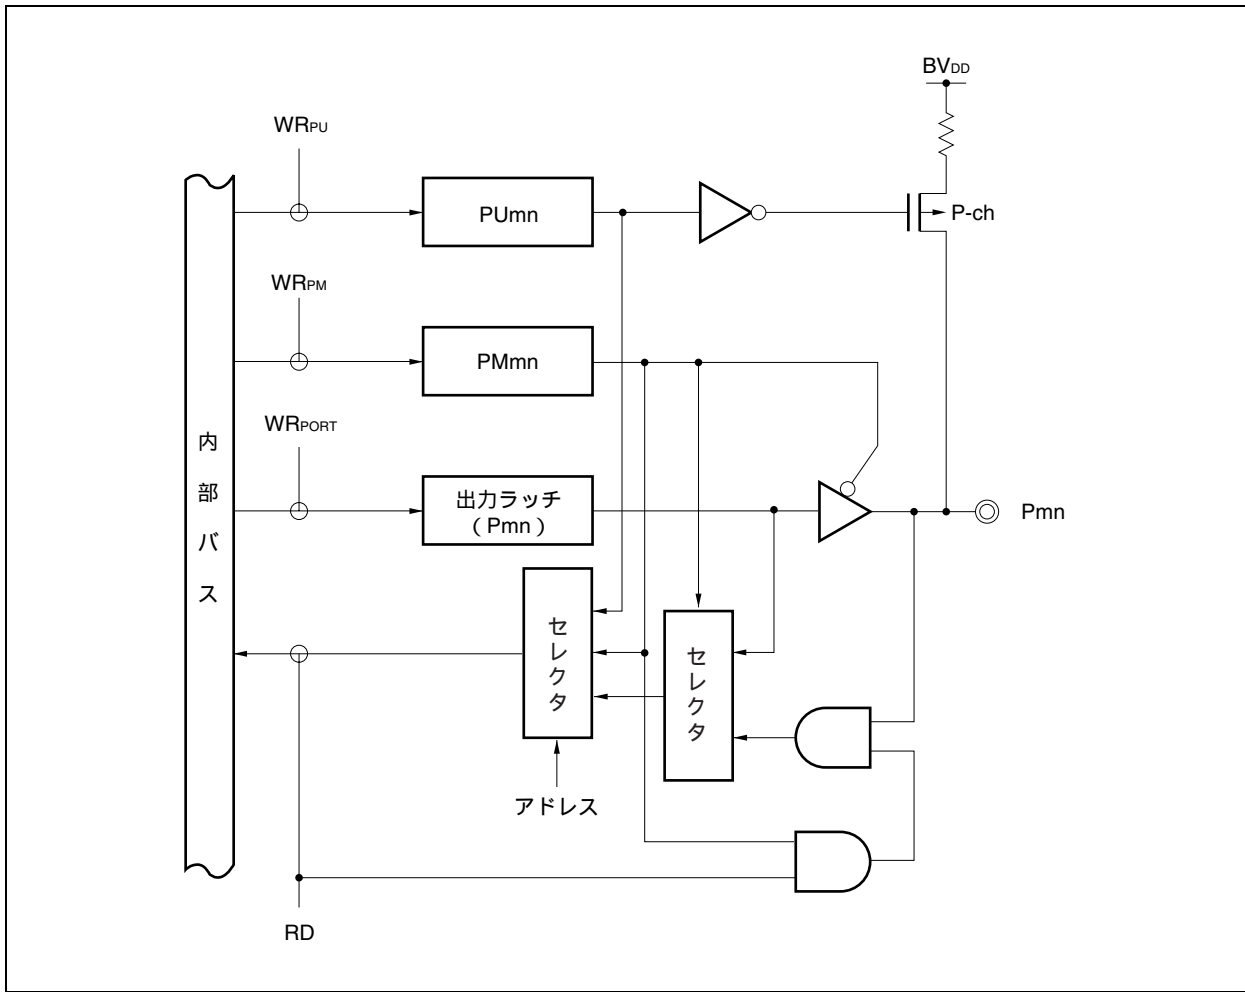 BVDD
WRPU
PUmn
P-ch
WRPM
PMmn
WRPORT
内部バス
出力ラッチ
( Pmn )
Pmn
セレクタ
セレクタ
アドレス
RD